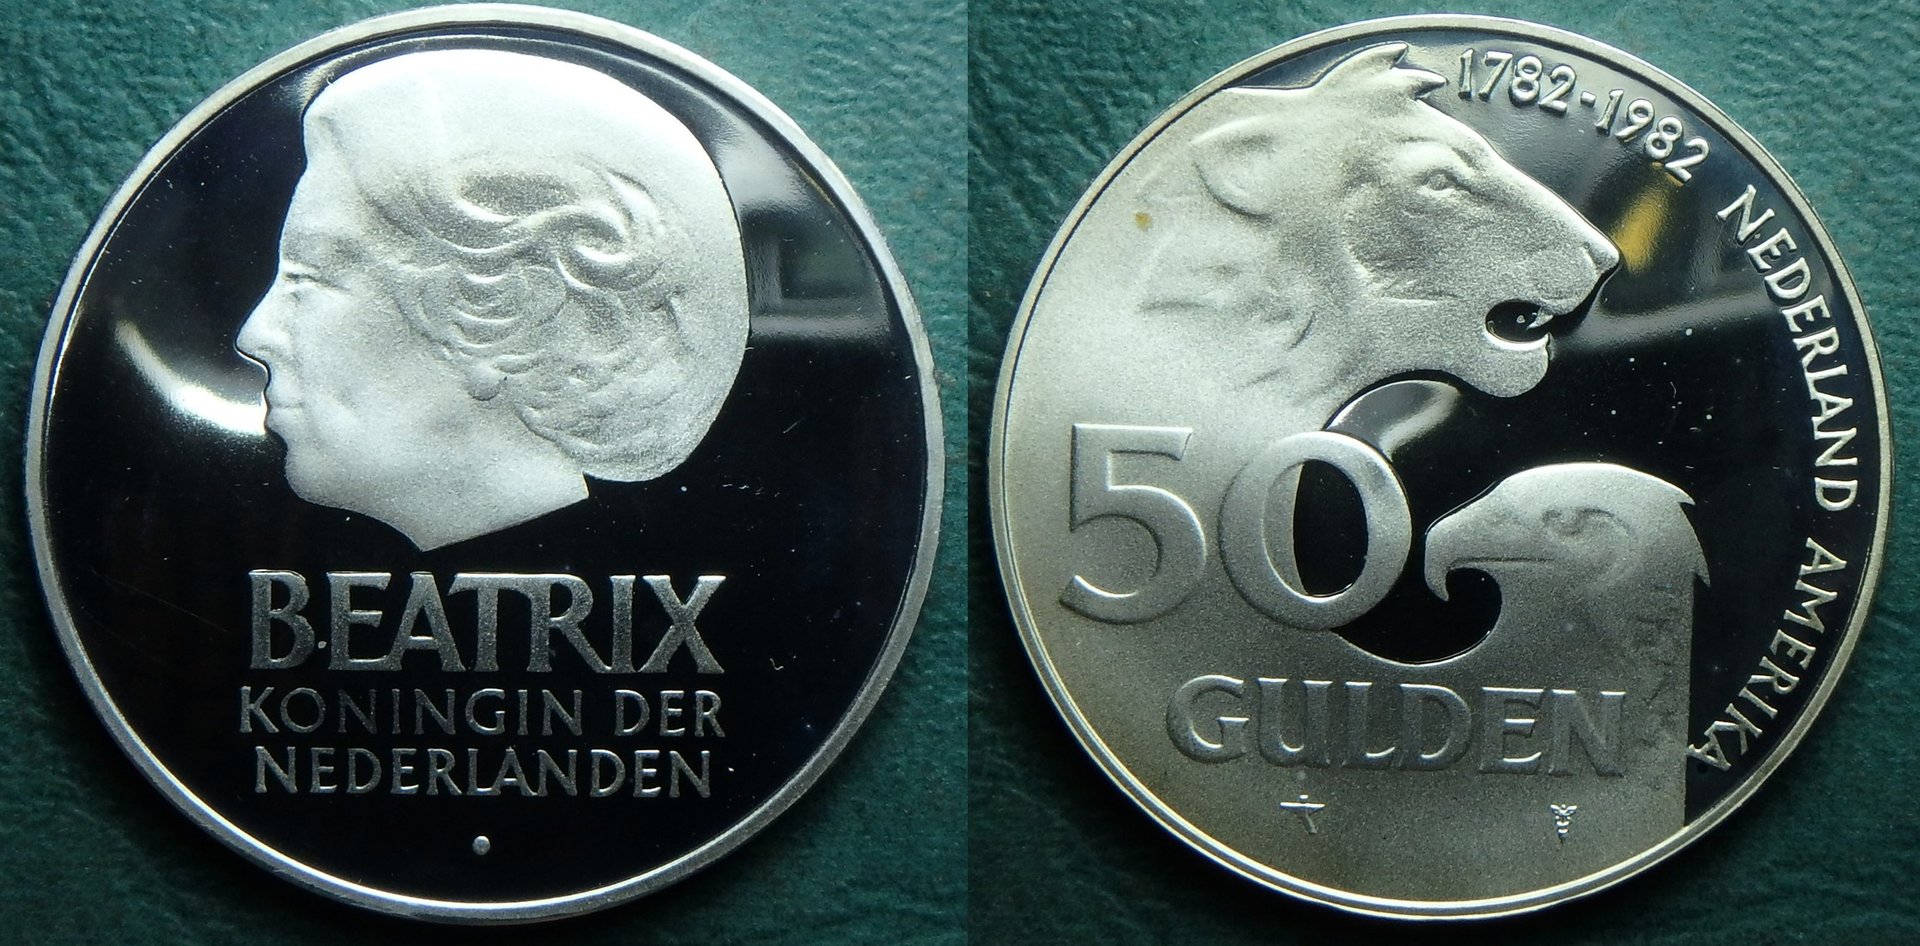 BEATRIX
KONINGIN DER
NEDERLANDEN
1782-1982 NEDERLAND AMERIKA
50
GULDEN